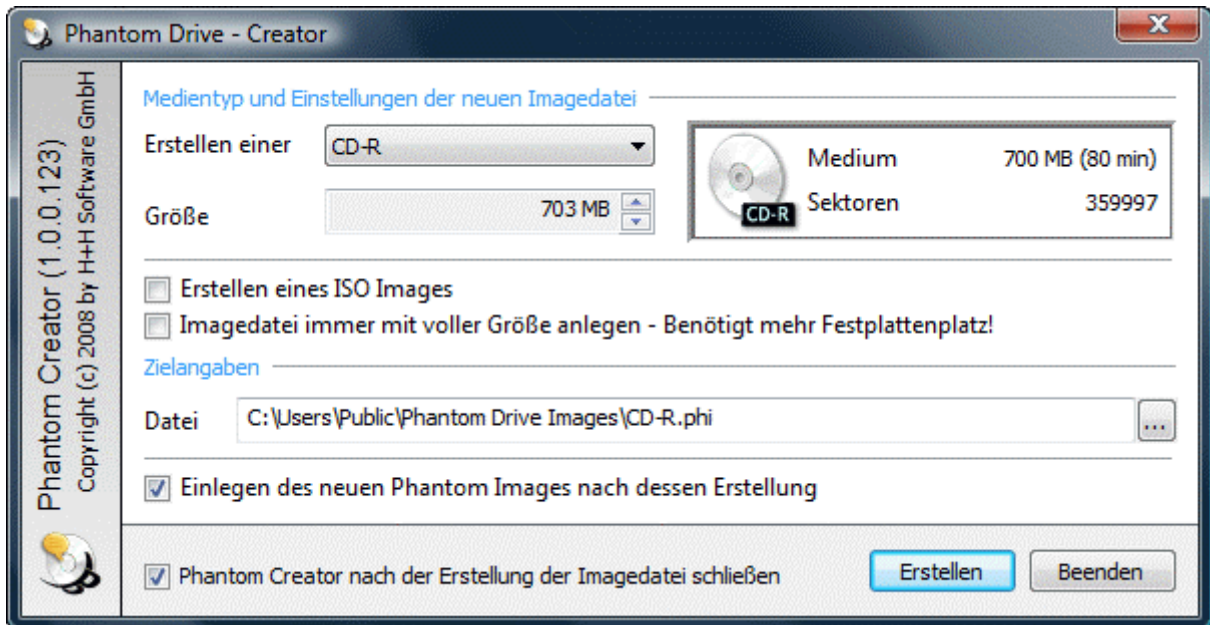 Phantom Drive - Creator
Phantom Creator (1.0.0.123)
Copyright (c) 2008 by H+H Software GmbH
Medientyp und Einstellungen der neuen Imagedatei
Erstellen einer CD-R
Größe 703 MB
CD-R
Medium 700 MB (80 min)
Sektoren 359997
Erstellen eines ISO Images
Imagedatei immer mit voller Größe anlegen - Benötigt mehr Festplattenplatz!
Zielangaben
Datei C:\Users\Public\Phantom Drive Images\CD-R.phi ...
Einlegen des neuen Phantom Images nach dessen Erstellung
Phantom Creator nach der Erstellung der Imagedatei schließen Erstellen Beenden